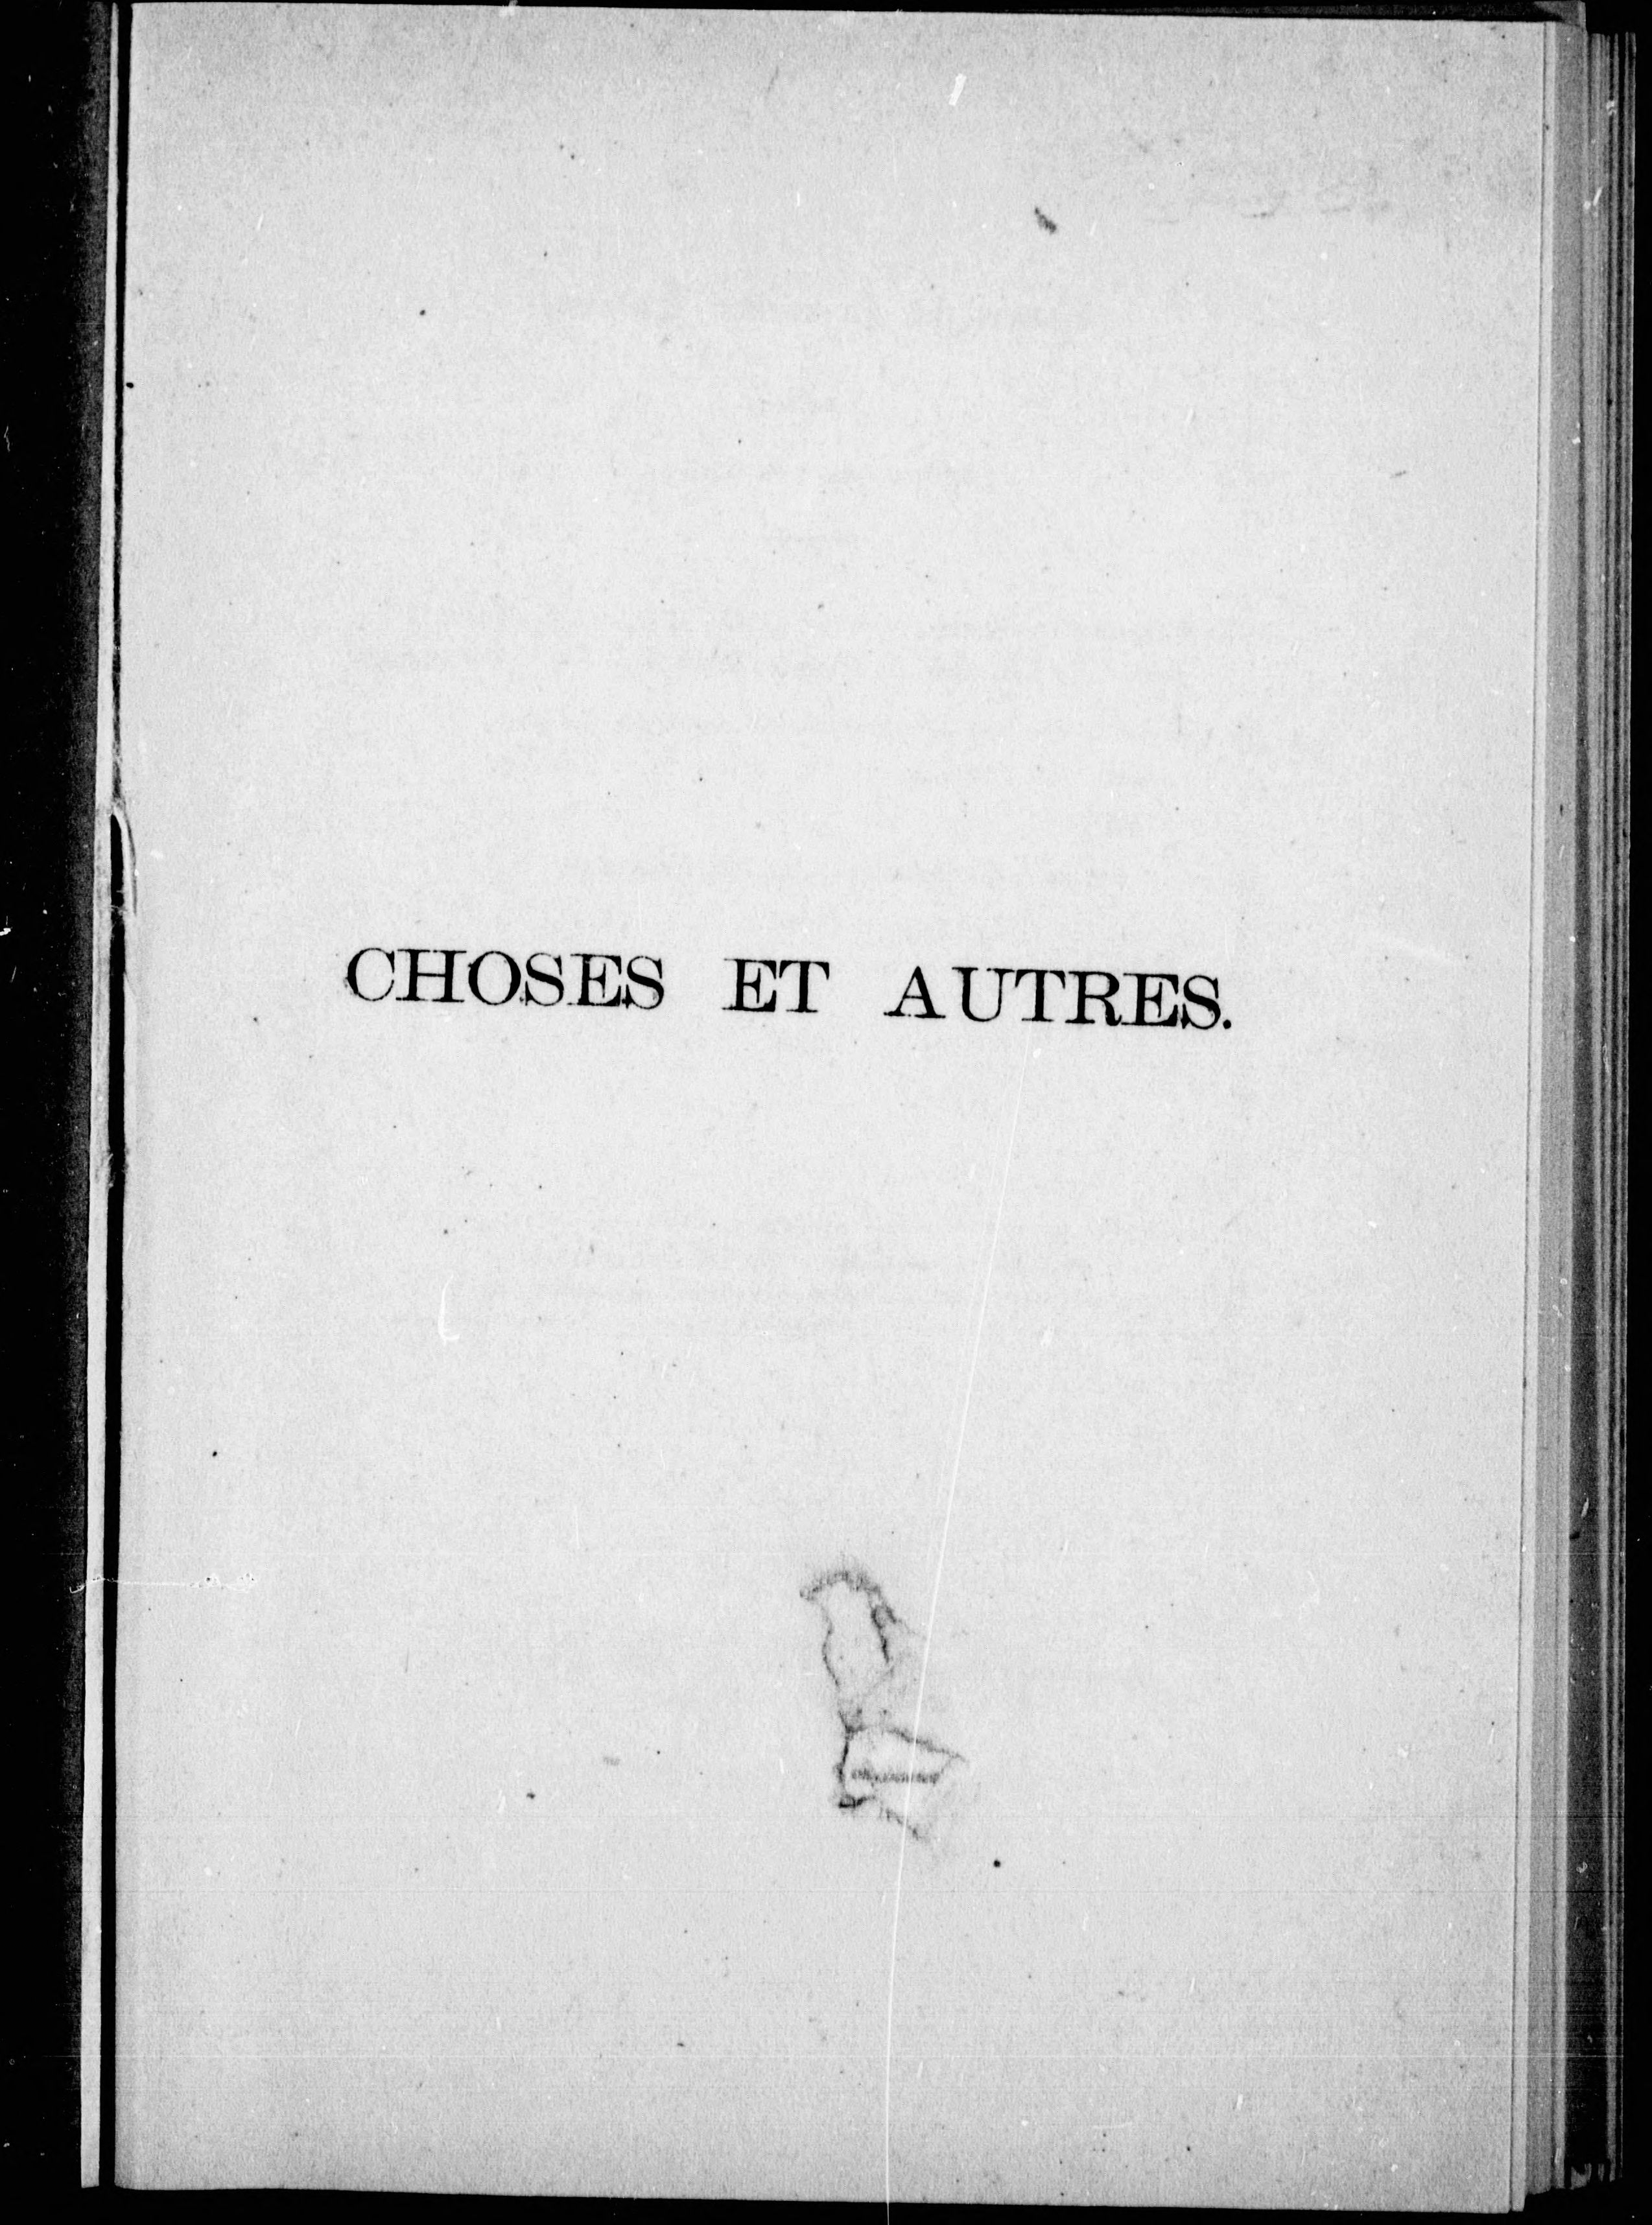 CHOSES ET AUTRES.